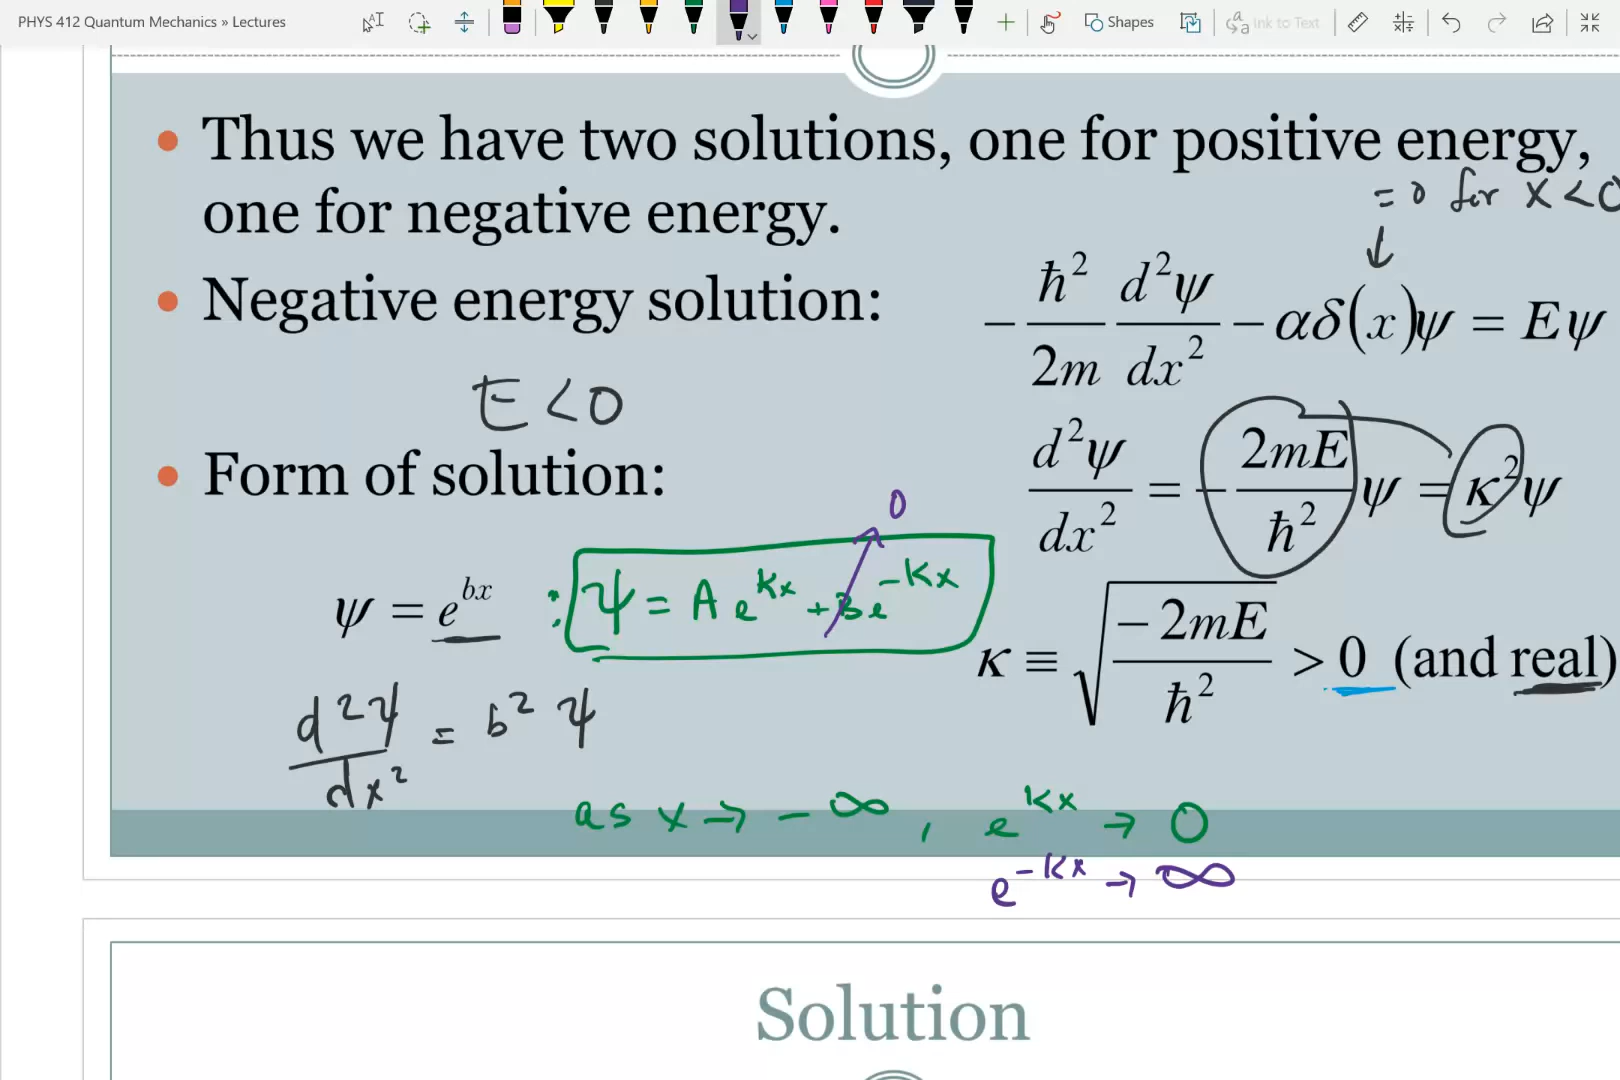 PHYS 412 Quantum Mechanics » Lectures
Shapes
Ink to Text
• Thus we have two solutions, one for positive energy,
one for negative energy.
= 0 for x < 0
↓
• Negative energy solution:
-ħ²/2m d²ψ/dx² - αδ(x)ψ = Eψ
E < 0
d²ψ/dx² = -2mE/ħ² ψ = κ²ψ
• Form of solution:
0
ψ = e^{bx} : ψ = A e^{kx} + B e^{-kx}
κ ≡ √(-2mE/ħ²) > 0 (and real)
d²ψ/dx² = b² ψ
as x → -∞, e^{kx} → 0
e^{-kx} → ∞
Solution